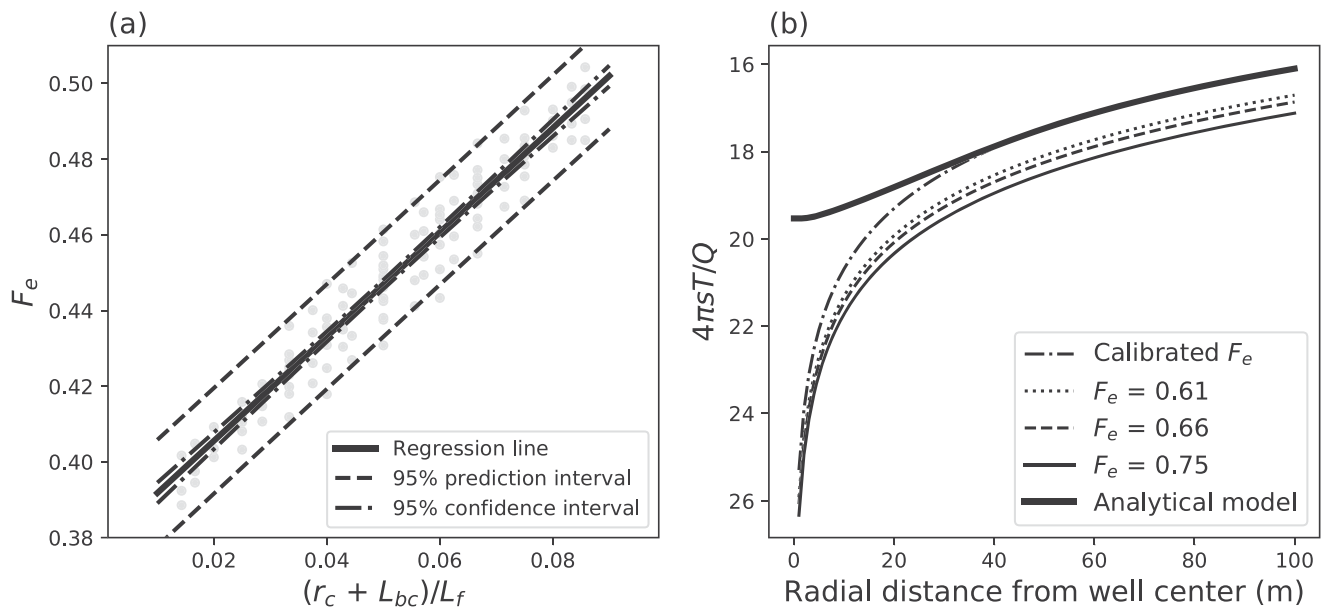 (a)
0.50
0.48
0.46
0.44
0.42
0.40
0.38
F_e
0.02 0.04 0.06 0.08
(r_c + L_bc)/L_f
Regression line
95% prediction interval
95% confidence interval
(b)
16
18
20
22
24
26
4πsT/Q
0 20 40 60 80 100
Radial distance from well center (m)
Calibrated F_e
F_e = 0.61
F_e = 0.66
F_e = 0.75
Analytical model